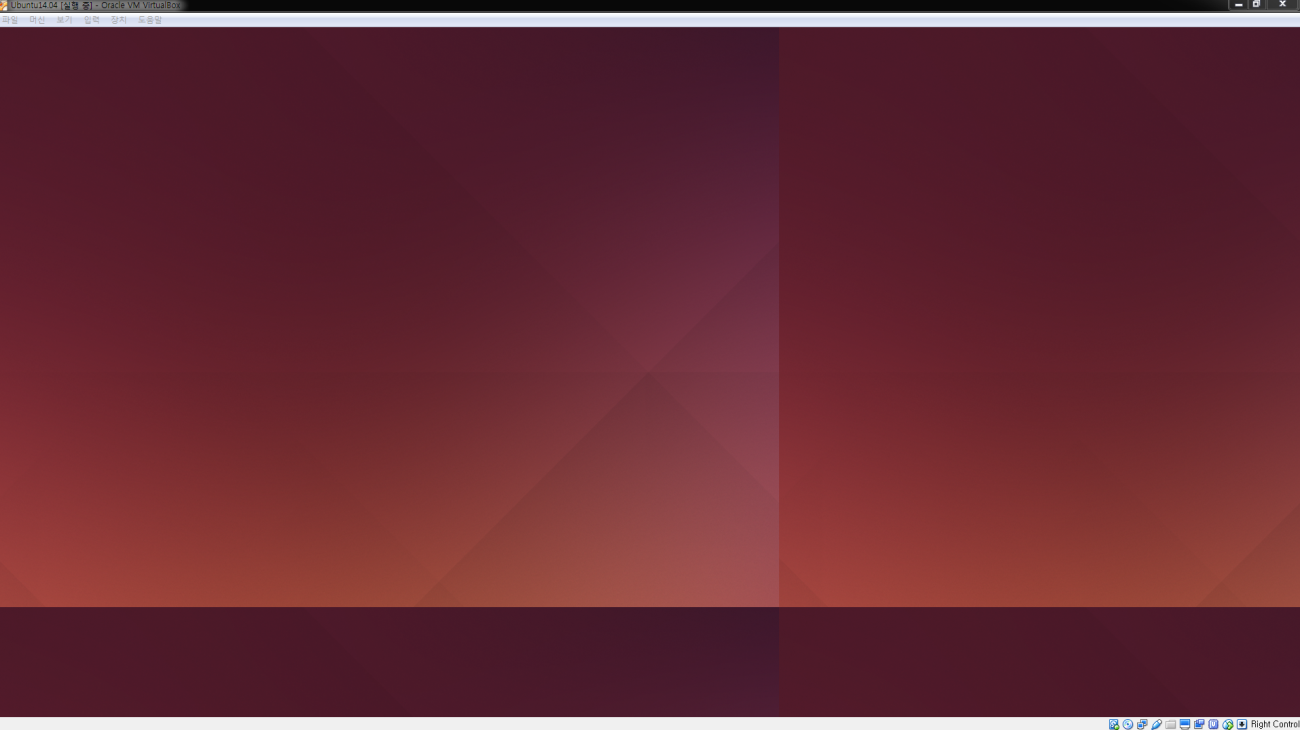 Ubuntu14.04 [실행 중] - Oracle VM VirtualBox
파일 머신 보기 입력 장치 도움말
Right Control